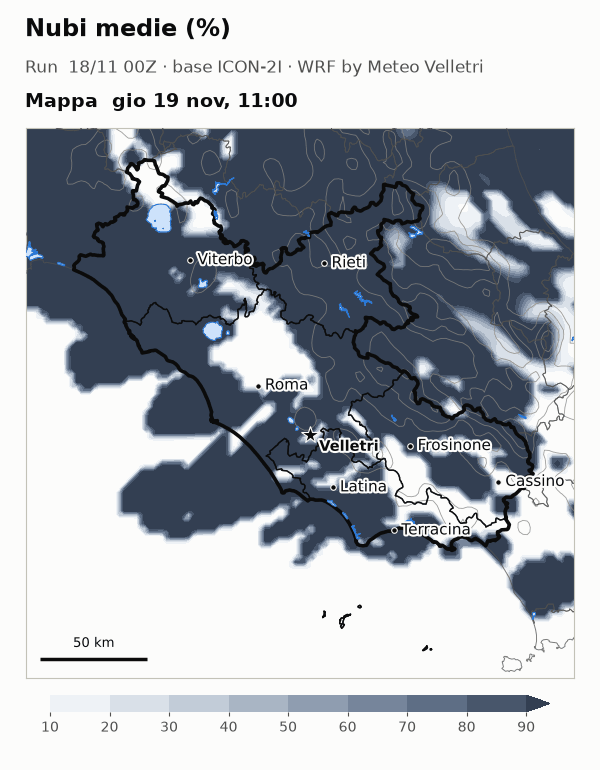 Nubi medie (%)
Run 18/11 00Z · base ICON-2I · WRF by Meteo Velletri
Mappa gio 19 nov, 11:00
Viterbo
Rieti
Roma
Velletri
Frosinone
Latina
Cassino
Terracina
50 km
10 20 30 40 50 60 70 80 90